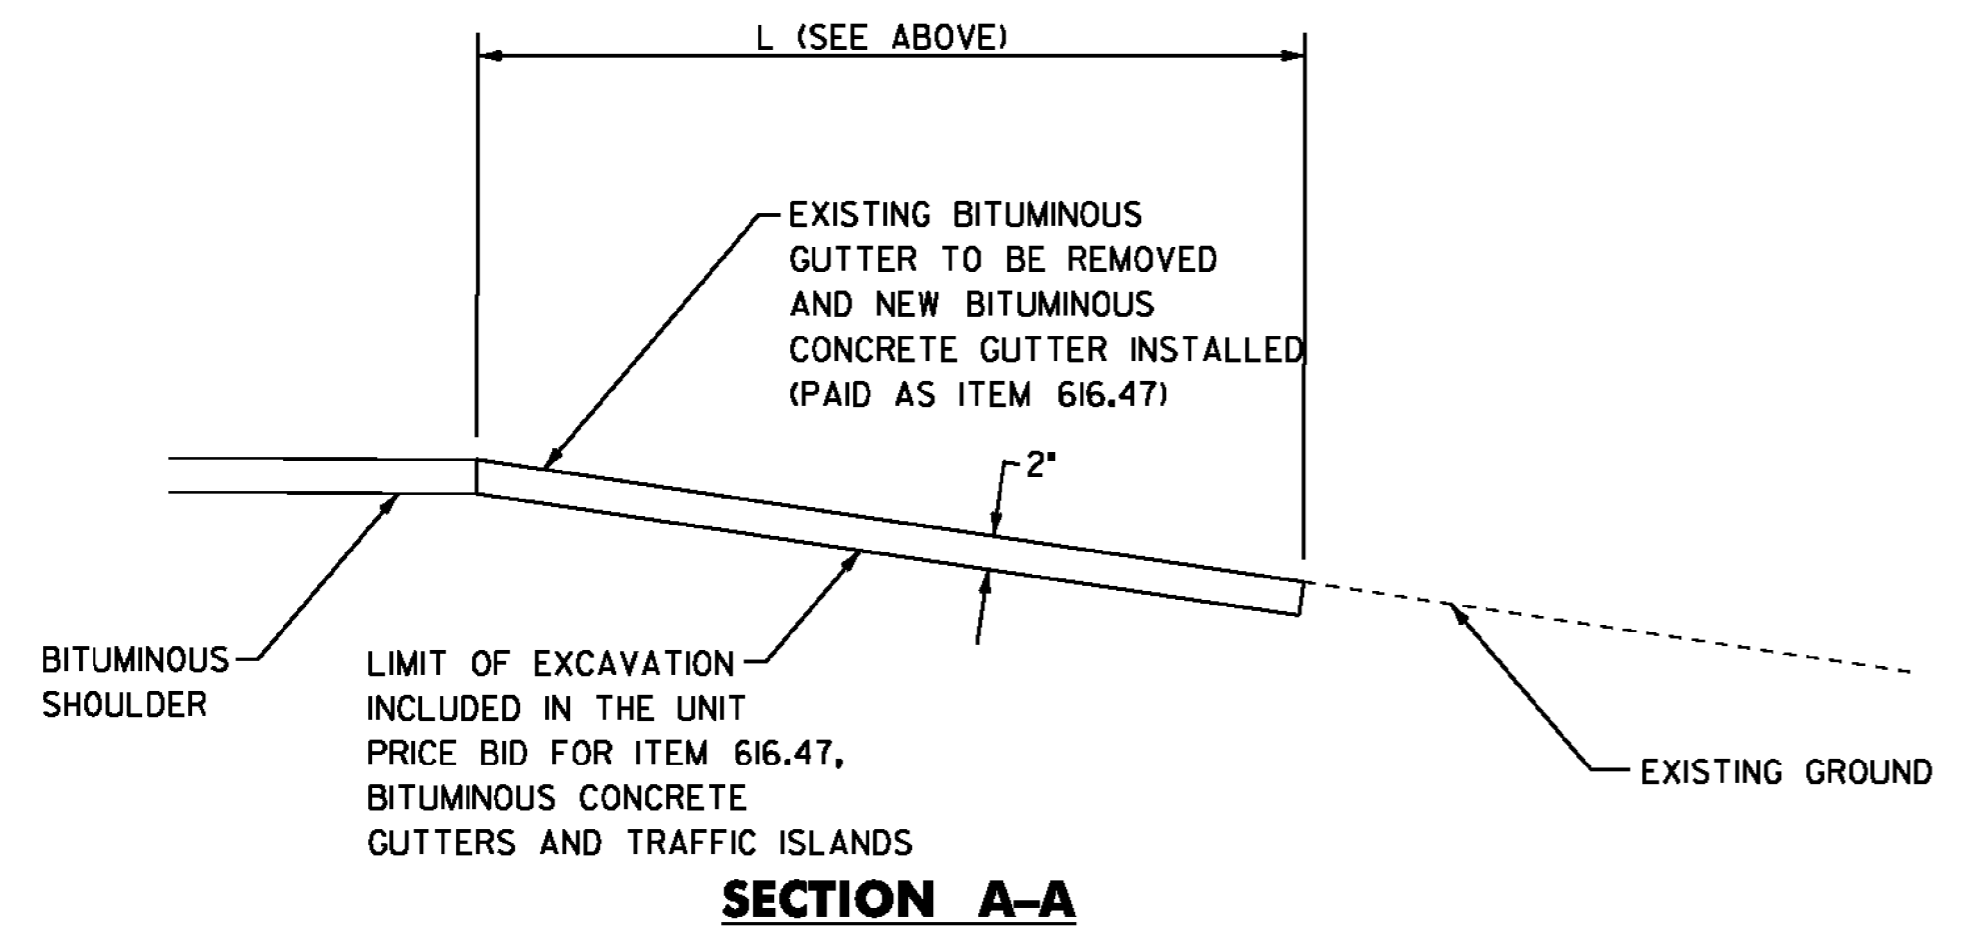 L (SEE ABOVE)
EXISTING BITUMINOUS
GUTTER TO BE REMOVED
AND NEW BITUMINOUS
CONCRETE GUTTER INSTALLED
(PAID AS ITEM 616.47)
2"
BITUMINOUS
SHOULDER
LIMIT OF EXCAVATION
INCLUDED IN THE UNIT
PRICE BID FOR ITEM 616.47,
BITUMINOUS CONCRETE
GUTTERS AND TRAFFIC ISLANDS
EXISTING GROUND
SECTION A–A